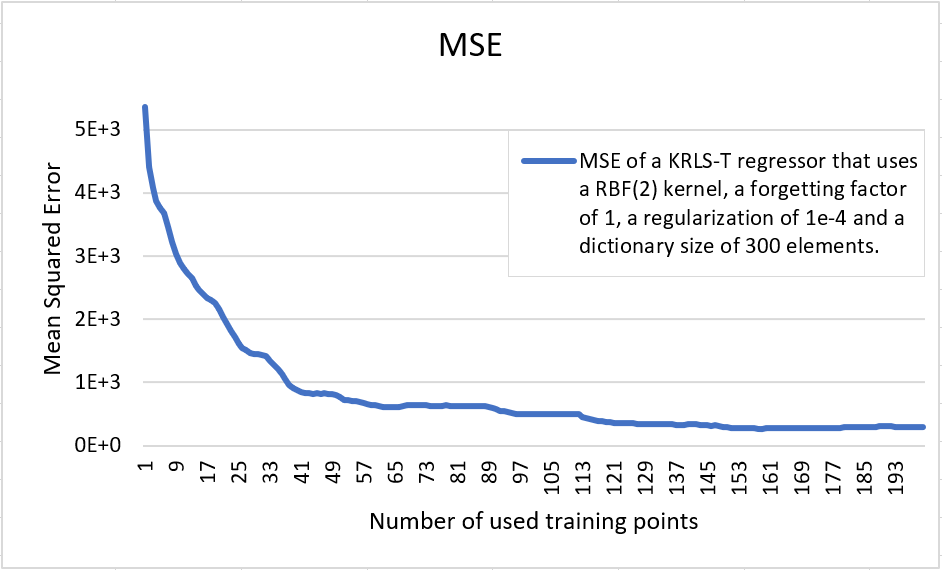 MSE
5E+3
4E+3
3E+3
2E+3
1E+3
0E+0
Mean Squared Error
MSE of a KRLS-T regressor that uses
a RBF(2) kernel, a forgetting factor
of 1, a regularization of 1e-4 and a
dictionary size of 300 elements.
1 9 17 25 33 41 49 57 65 73 81 89 97 105 113 121 129 137 145 153 161 169 177 185 193
Number of used training points